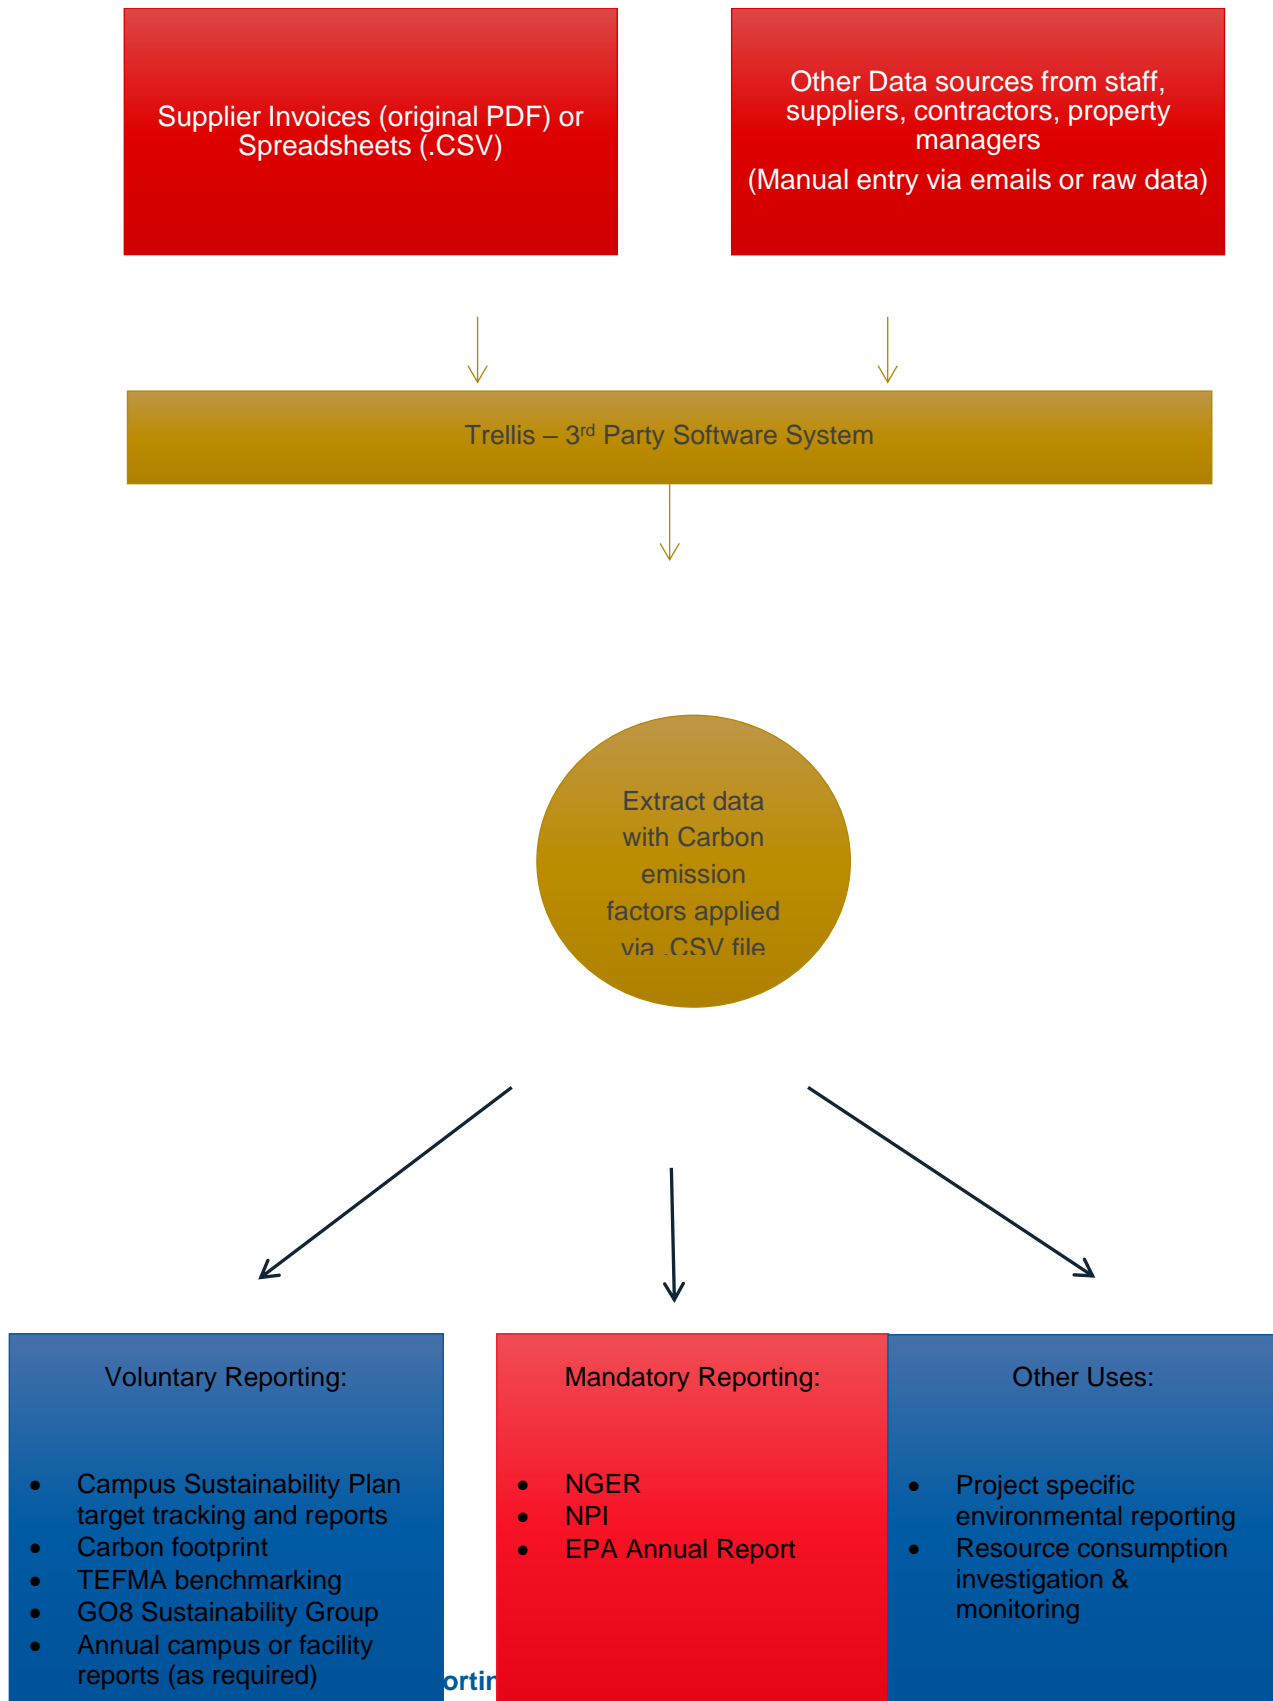 Supplier Invoices (original PDF) or
Spreadsheets (.CSV)
Other Data sources from staff,
suppliers, contractors, property
managers
(Manual entry via emails or raw data)
Trellis – 3rd Party Software System
Extract data
with Carbon
emission
factors applied
via .CSV file
Voluntary Reporting:
• Campus Sustainability Plan
target tracking and reports
• Carbon footprint
• TEFMA benchmarking
• GO8 Sustainability Group
• Annual campus or facility
reports (as required)
Mandatory Reporting:
• NGER
• NPI
• EPA Annual Report
Other Uses:
• Project specific
environmental reporting
• Resource consumption
investigation &
monitoring